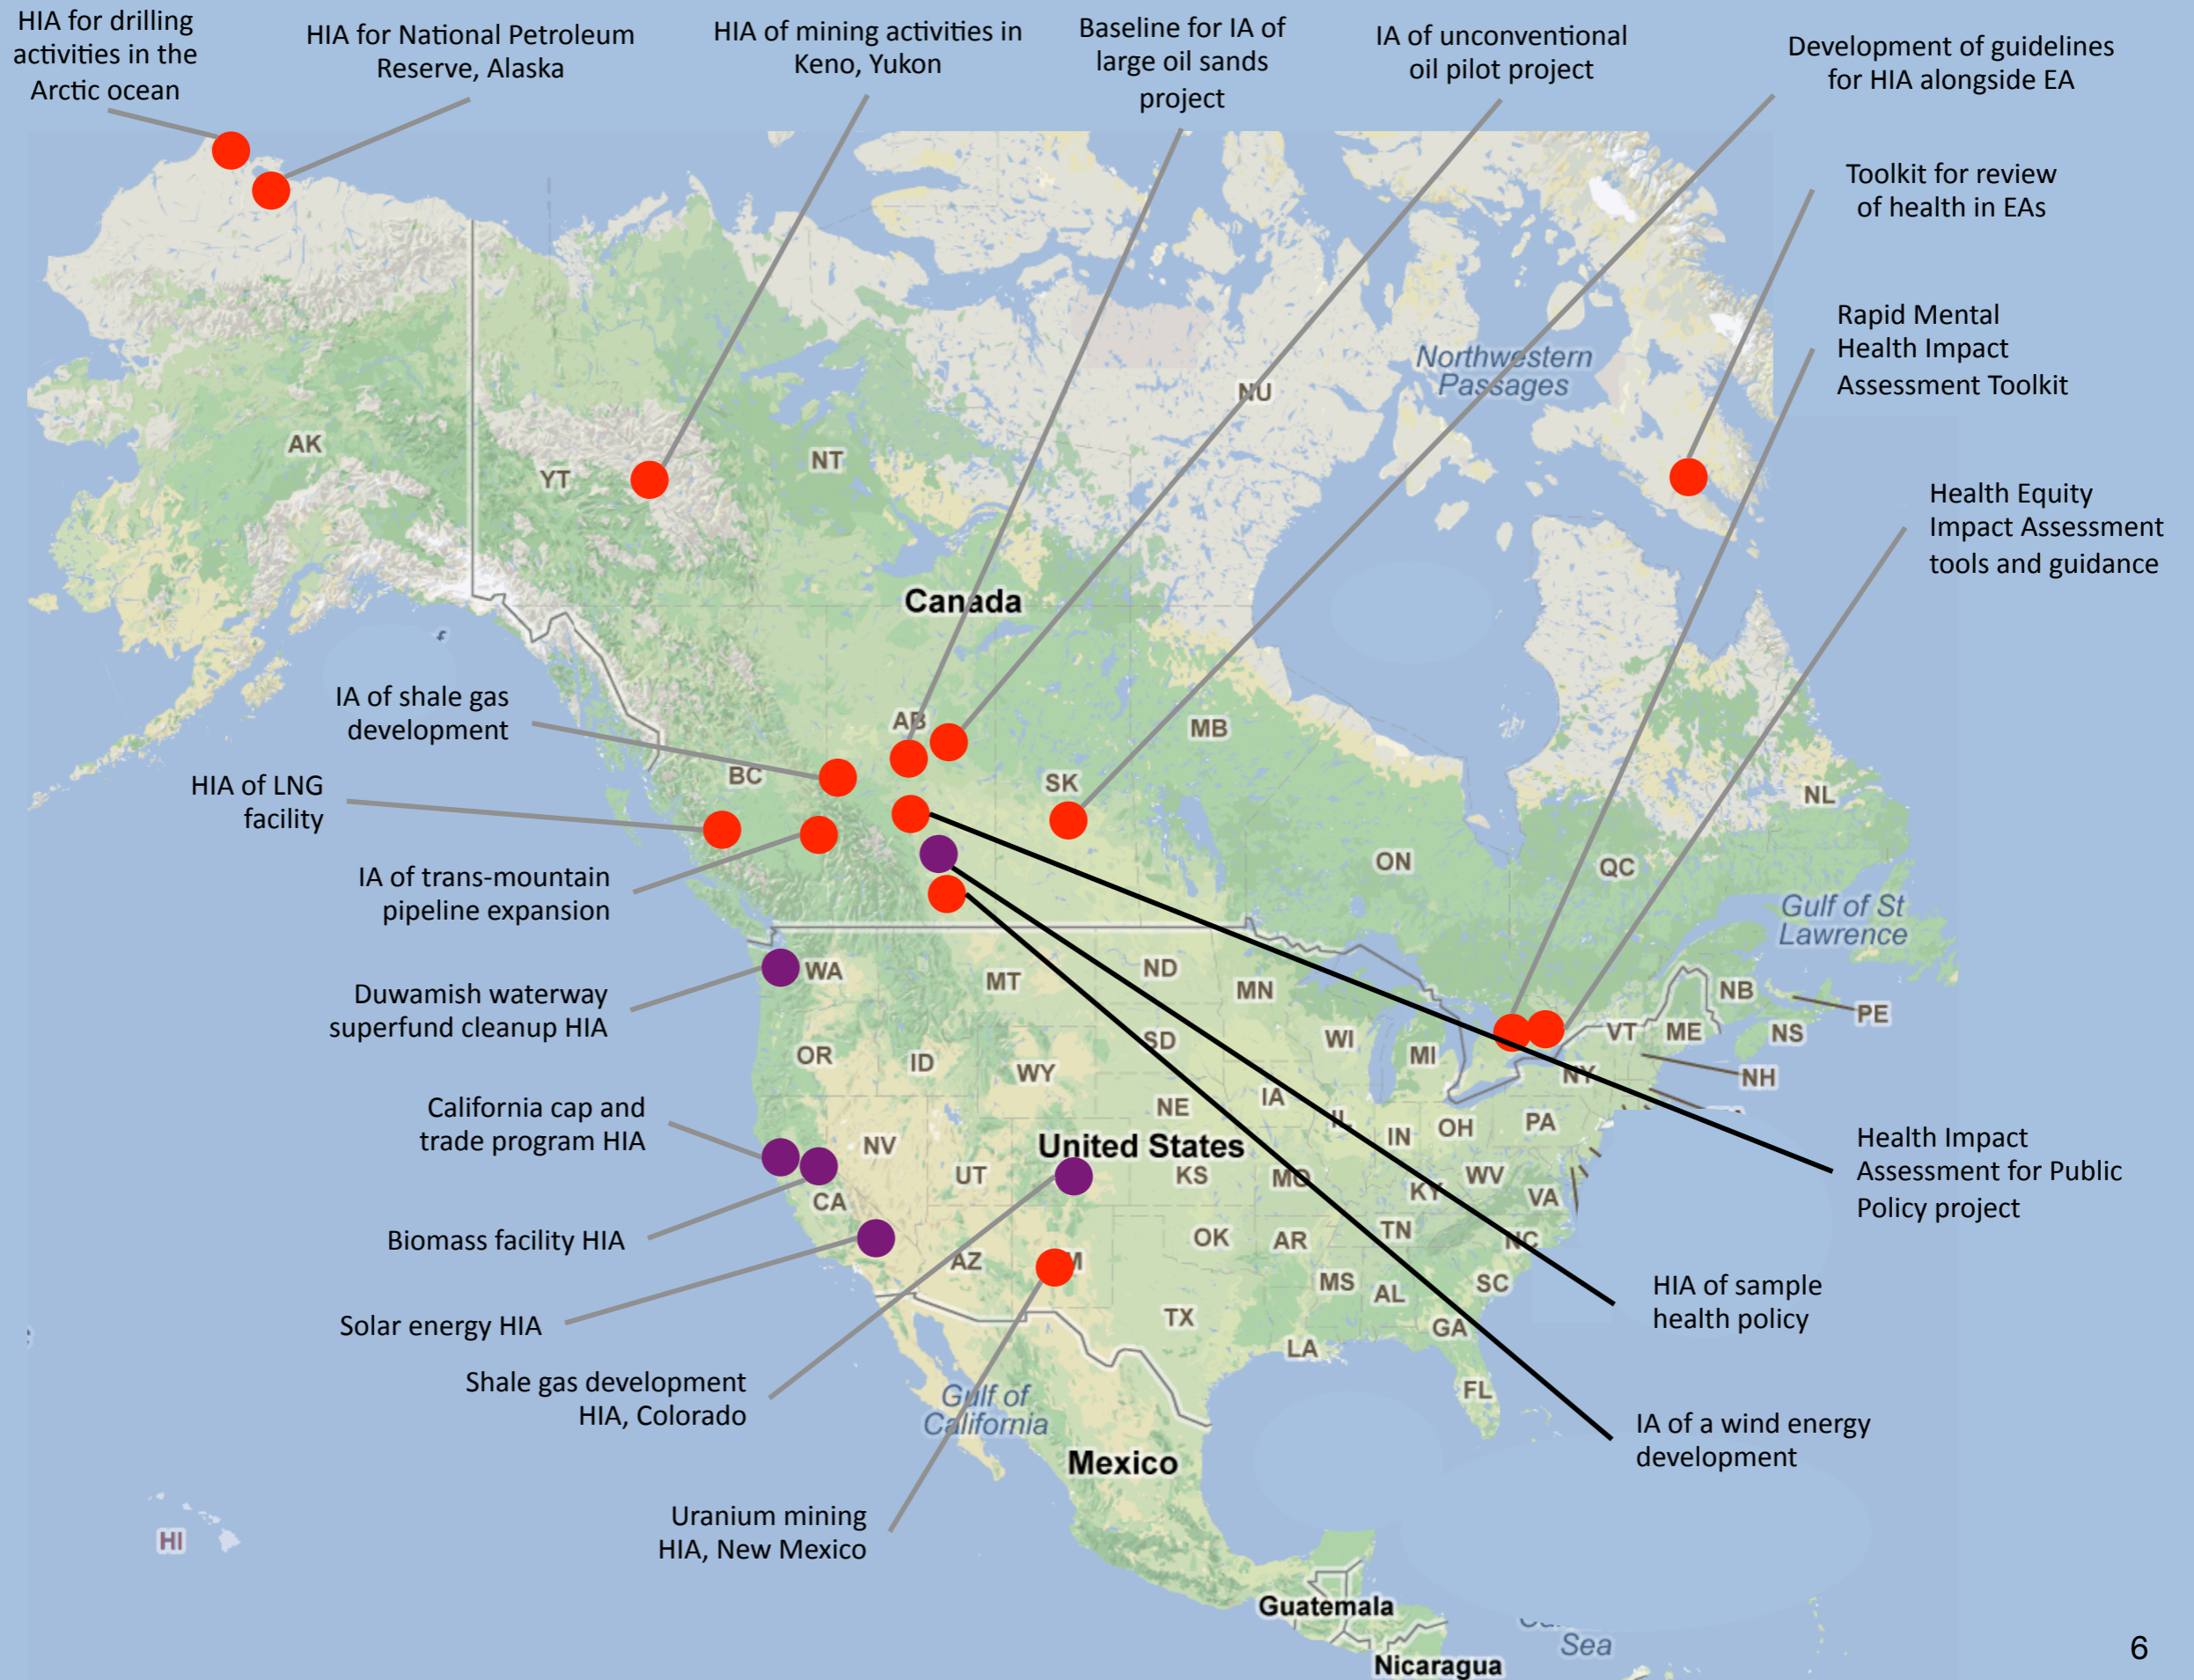 HIA for drilling
activities in the
Arctic ocean
HIA for National Petroleum
Reserve, Alaska
HIA of mining activities in
Keno, Yukon
Baseline for IA of
large oil sands
project
IA of unconventional
oil pilot project
Development of guidelines
for HIA alongside EA
Toolkit for review
of health in EAs
Rapid Mental
Health Impact
Assessment Toolkit
Health Equity
Impact Assessment
tools and guidance
Northwestern
Passages
NU
AK
YT
NT
Canada
IA of shale gas
development
HIA of LNG
facility
IA of trans-mountain
pipeline expansion
AB
BC
SK
MB
ON
QC
NL
Gulf of St
Lawrence
Duwamish waterway
superfund cleanup HIA
California cap and
trade program HIA
Biomass facility HIA
Solar energy HIA
Shale gas development
HIA, Colorado
Uranium mining
HIA, New Mexico
WA
MT
ND
MN
NB
PE
NS
VT
ME
NH
OR
ID
WY
SD
WI
MI
NY
NE
IA
IL
IN
OH
PA
NV
UT
United States
KS
MO
KY
WV
VA
CA
AZ
M
OK
AR
TN
NC
MS
AL
SC
GA
TX
LA
FL
Gulf of
California
Mexico
Health Impact
Assessment for Public
Policy project
HIA of sample
health policy
IA of a wind energy
development
HI
Guatemala
Sea
Nicaragua
6